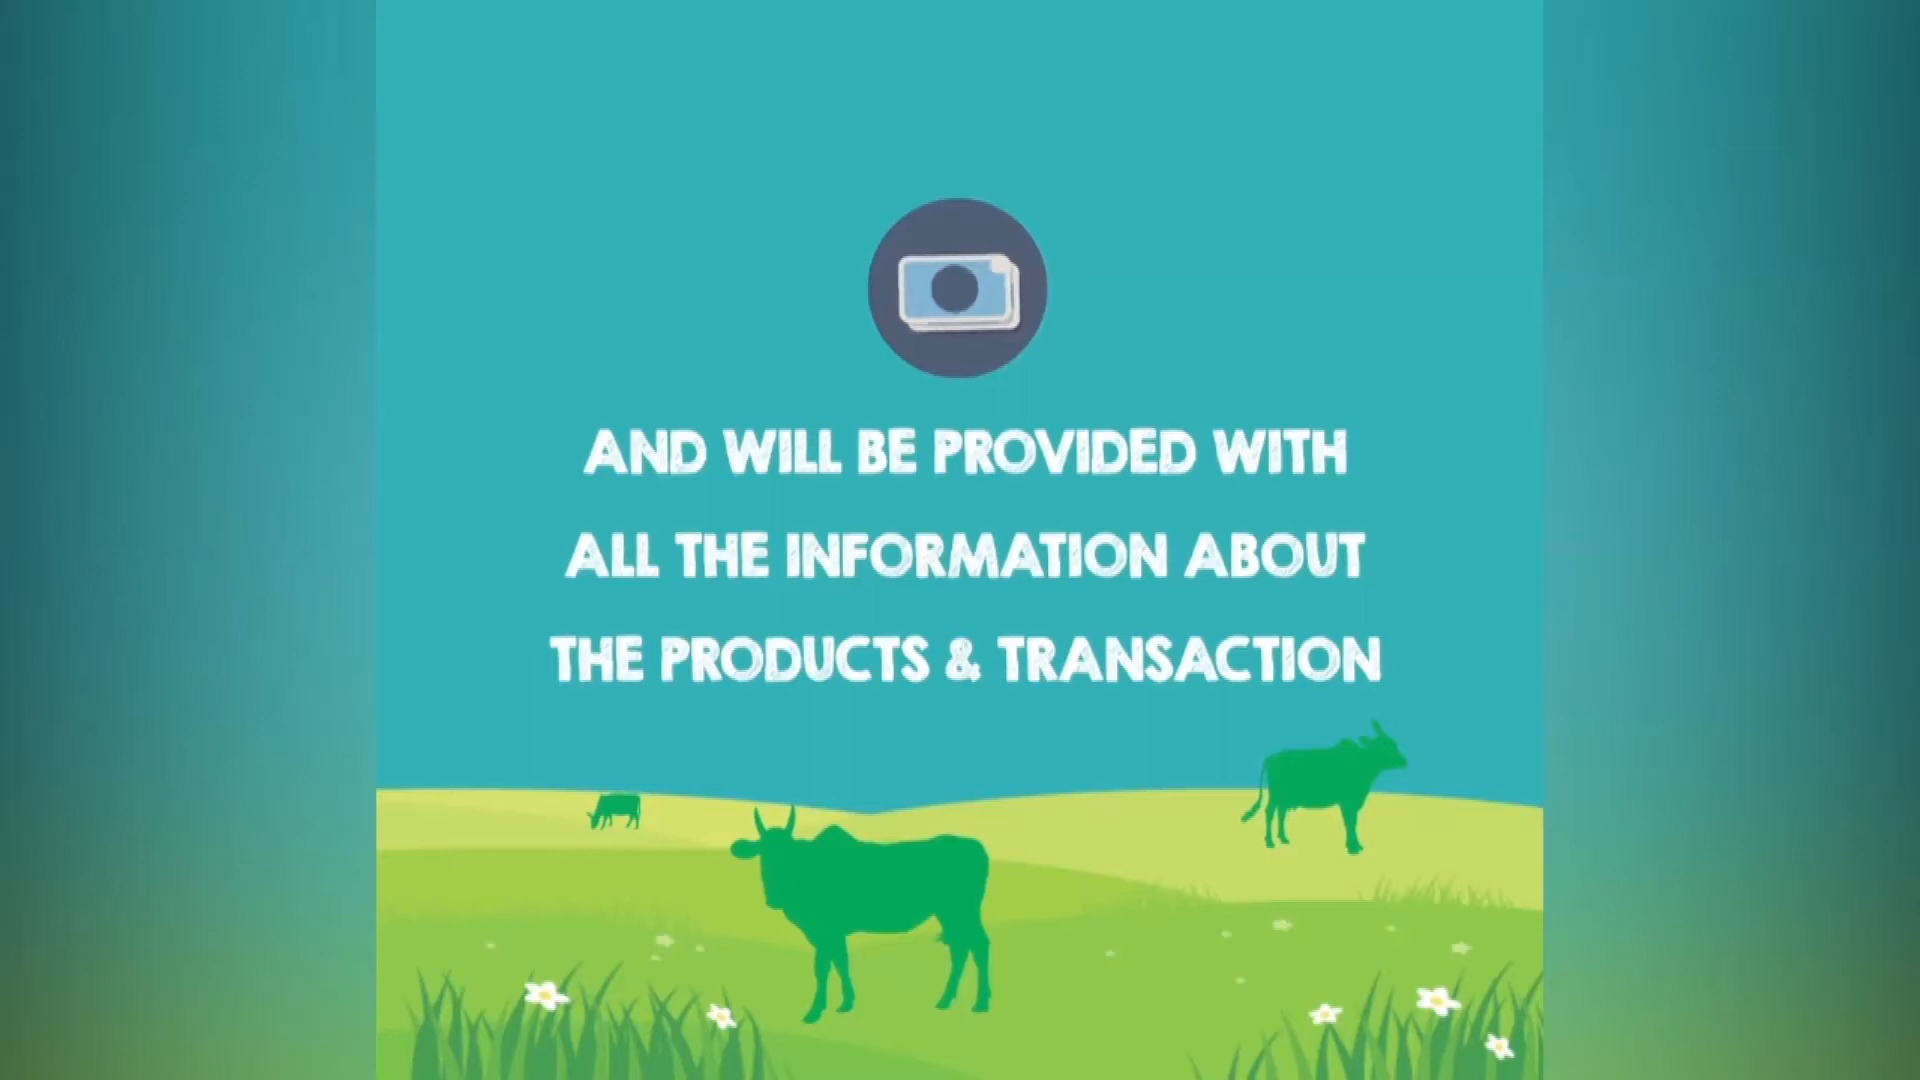 AND WILL BE PROVIDED WITH
ALL THE INFORMATION ABOUT
THE PRODUCTS & TRANSACTION